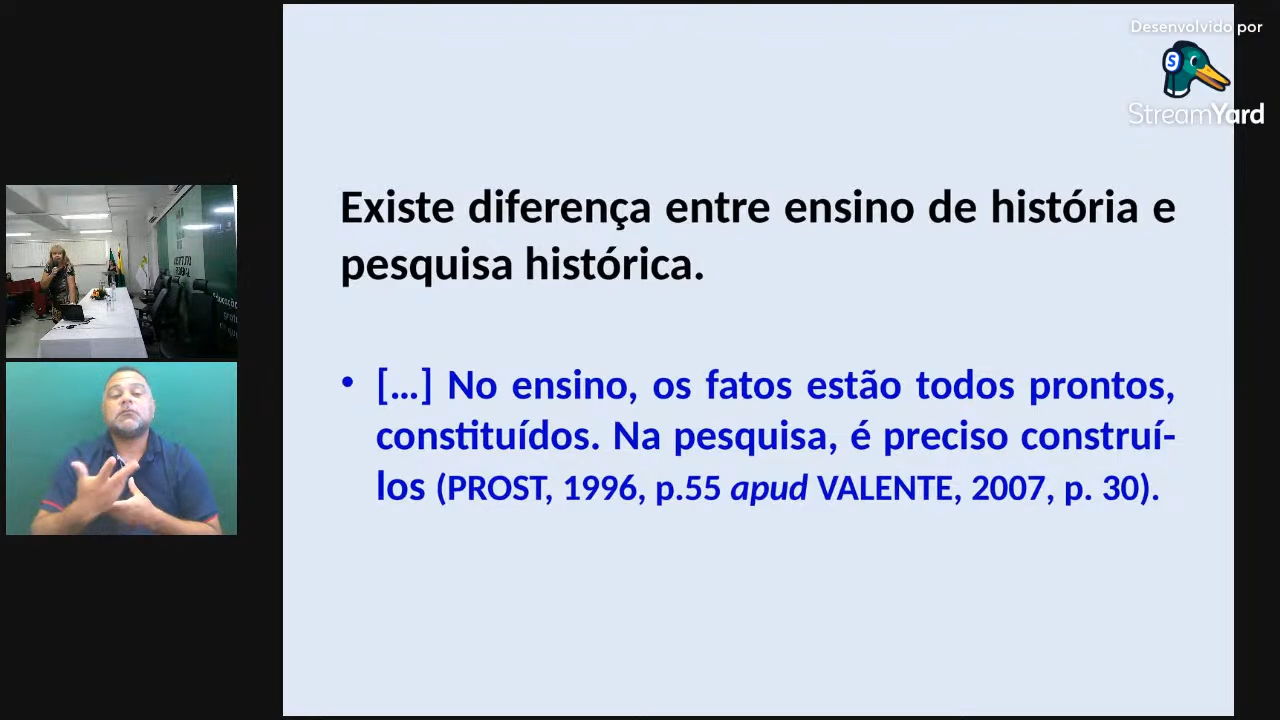 Desenvolvido por
StreamYard
Existe diferença entre ensino de história e
pesquisa histórica.
• [...] No ensino, os fatos estão todos prontos,
constituídos. Na pesquisa, é preciso construí-
los (PROST, 1996, p.55 apud VALENTE, 2007, p. 30).